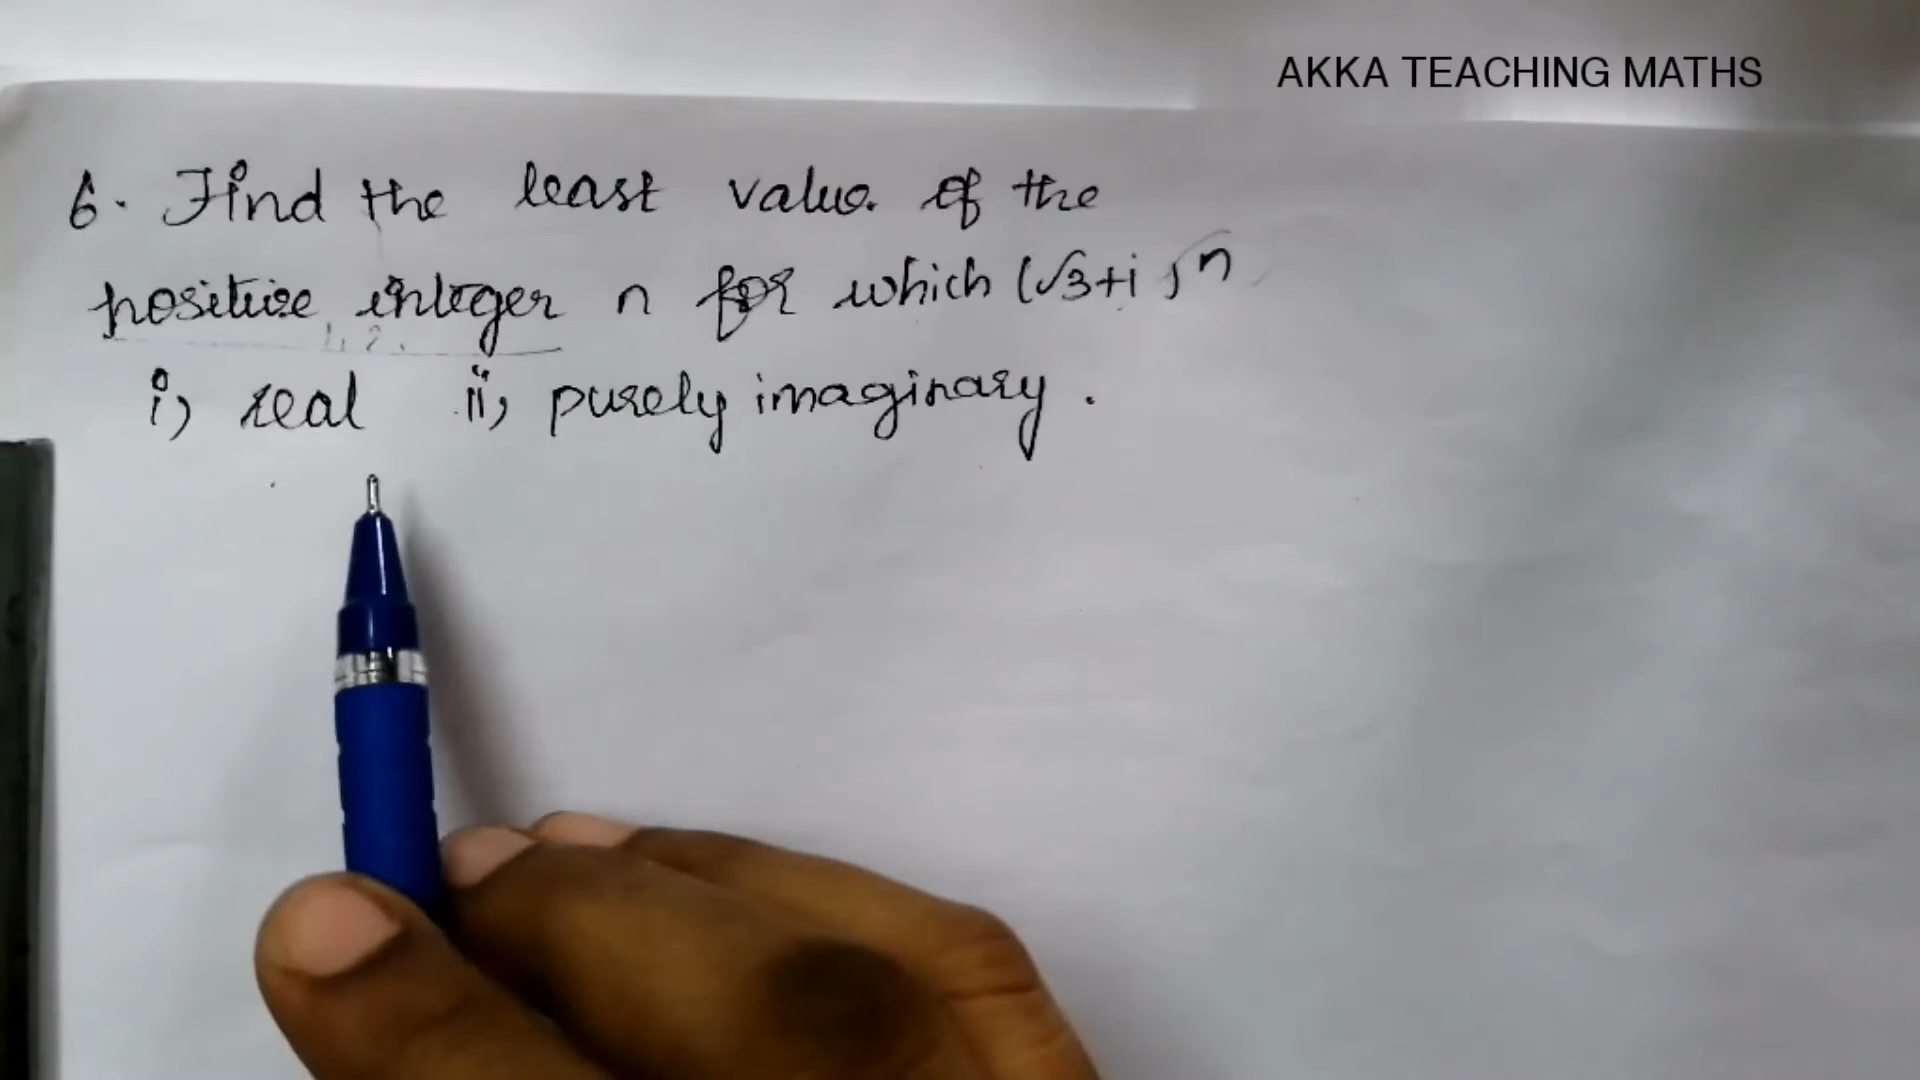 AKKA TEACHING MATHS
6. Find the least value of the
positive integer n for which (√3+i)ⁿ
i, real ii, purely imaginary.